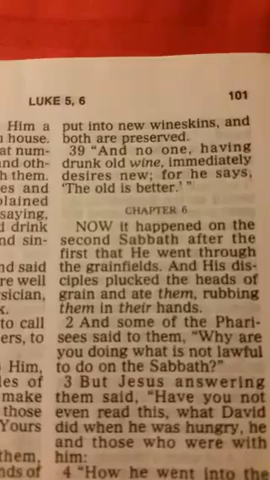 LUKE 5, 6
101
Him a
house.
at num-
and oth-
h them.
es and
plained
saying,
d drink
nd sin-
nd said
re well
sician,
k.
to call
ers, to
Him,
les of
make
those
Yours
them,
nds of
put into new wineskins, and
both are preserved.
39 “And no one, having
drunk old wine, immediately
desires new; for he says,
‘The old is better.’ ”
CHAPTER 6
NOW it happened on the
second Sabbath after the
first that He went through
the grainfields. And His dis-
ciples plucked the heads of
grain and ate them, rubbing
them in their hands.
2 And some of the Phari-
sees said to them, “Why are
you doing what is not lawful
to do on the Sabbath?”
3 But Jesus answering
them said, “Have you not
even read this, what David
did when he was hungry, he
and those who were with
him:
4 “How he went into the